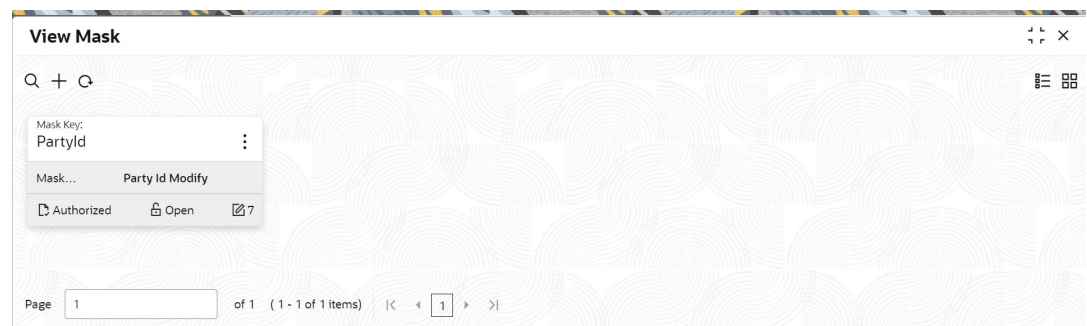 View Mask
Mask Key:
PartyId
Mask... Party Id Modify
Authorized Open 7
Page 1 of 1 (1 - 1 of 1 items) 1